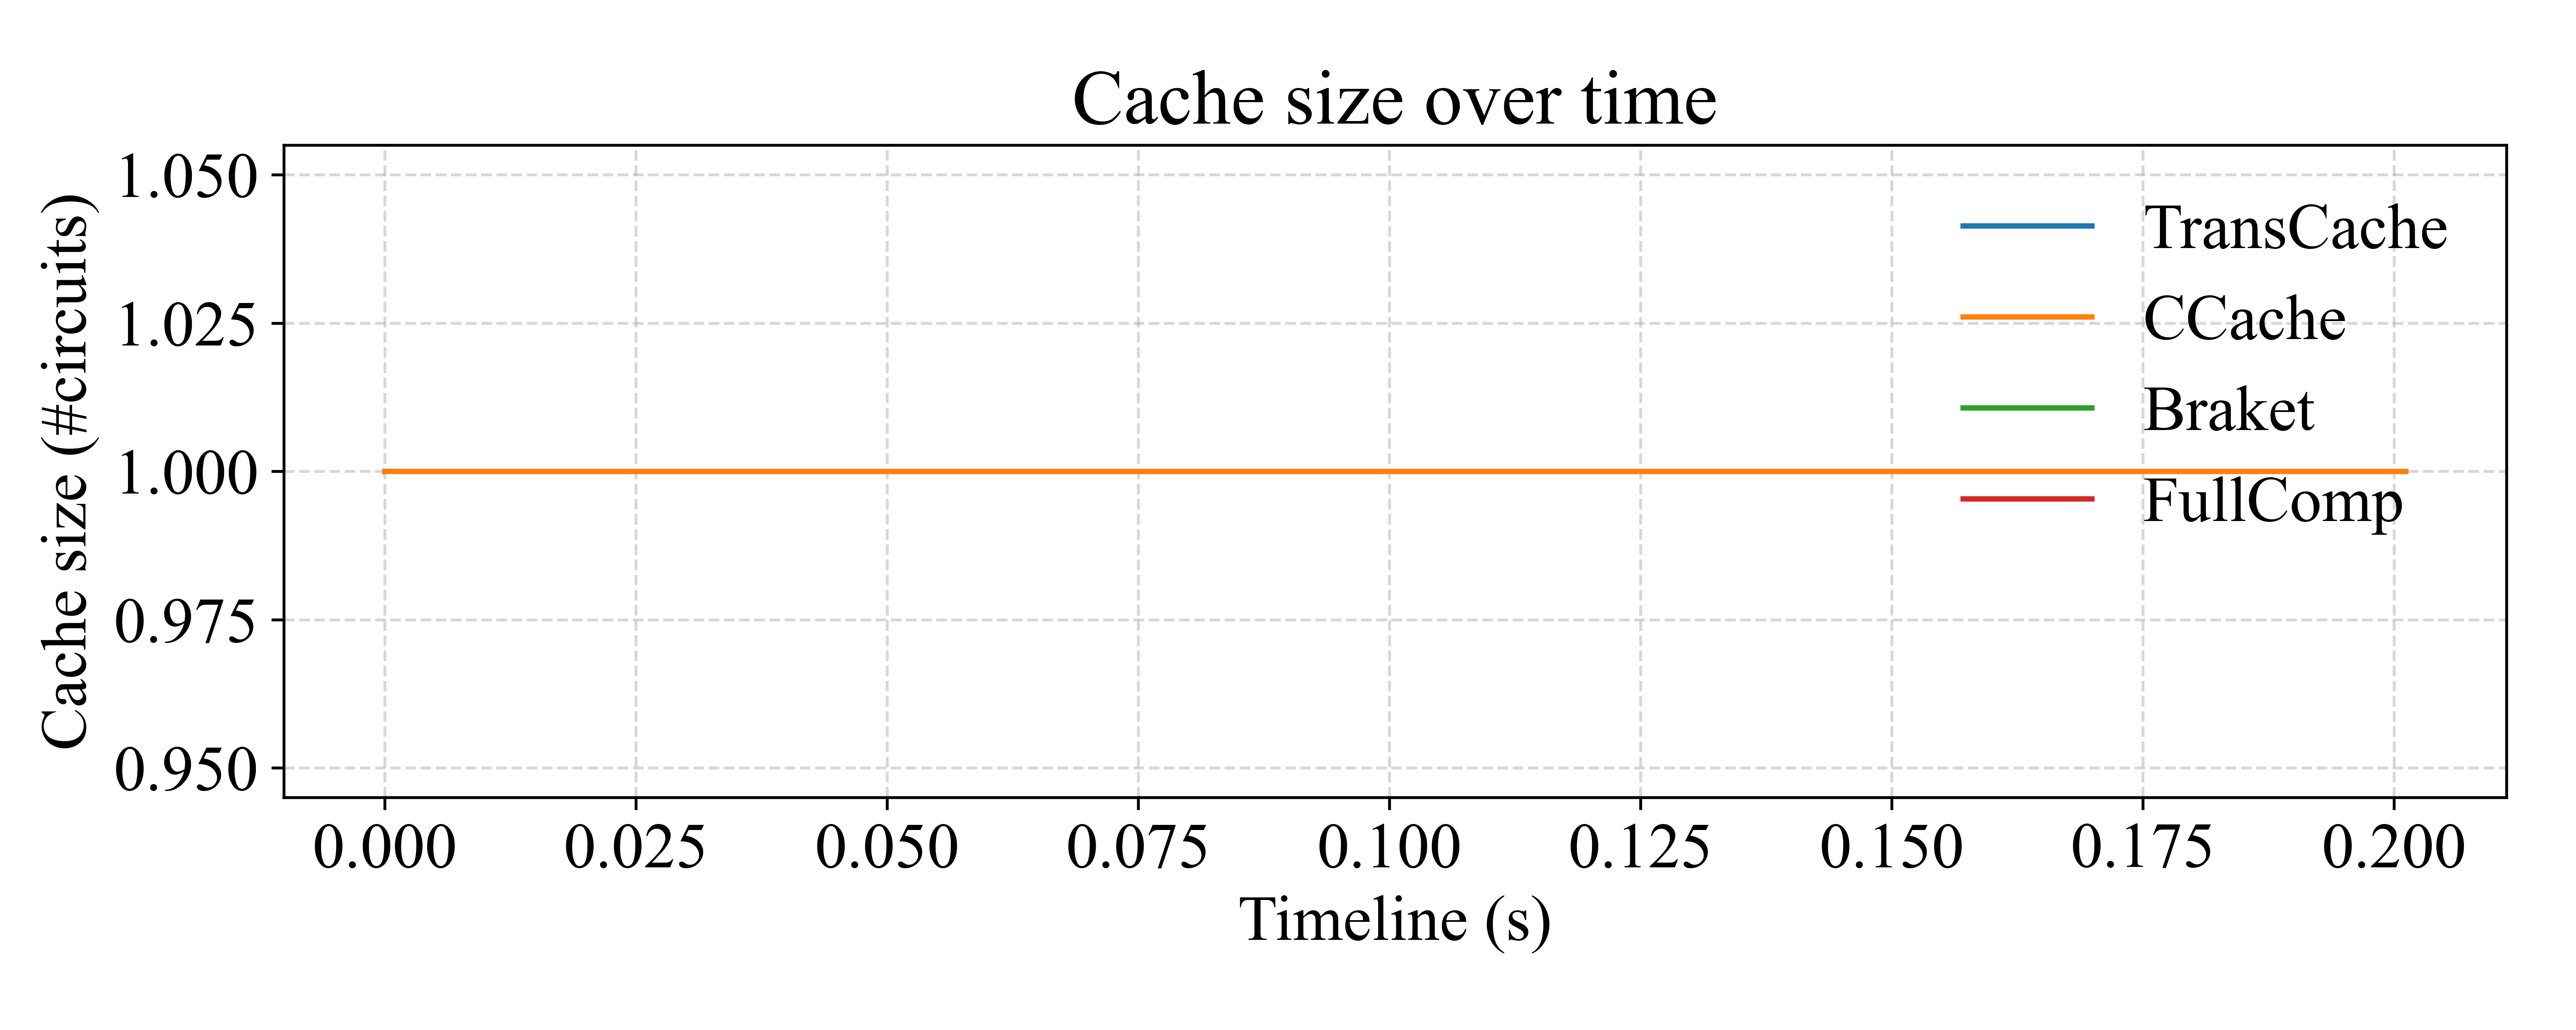 Cache size over time
Cache size (#circuits)
1.050
1.025
1.000
0.975
0.950
TransCache
CCache
Braket
FullComp
0.000 0.025 0.050 0.075 0.100 0.125 0.150 0.175 0.200
Timeline (s)